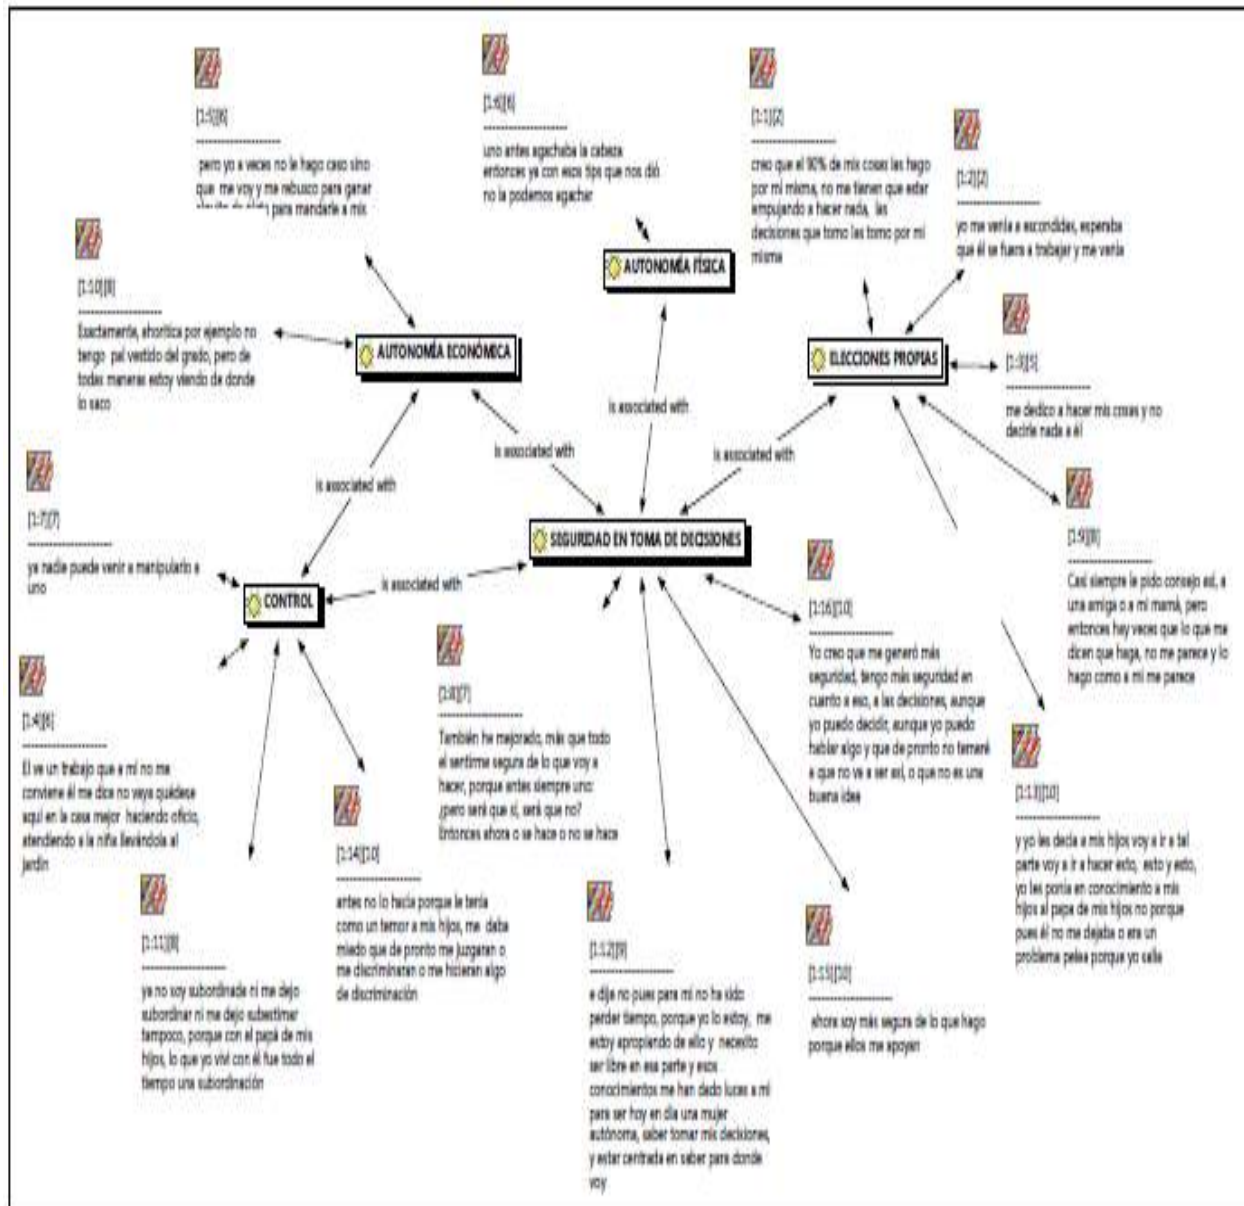 [1:5][6]
pero yo a veces no le hago caso sino
que me voy y me rebusco para ganar
para mandarle a mis
[1:6][6]
uno antes agachaba la cabeza
entonces ya con esos tips que nos dió
no la podemos agachar
[1:1][2]
creo que el 90% de mis cosas las hago
por mi misma, no me tienen que estar
empujando a hacer nada, las
decisiones que tomo las tomo por mi
misma
[1:2][2]
yo me venia a escondidas, esperaba
que él se fuera a trabajar y me venia
[1:10][8]
Exactamente, ahoritica por ejemplo no
tengo pal vestido del grado, pero de
todas maneras estoy viendo de donde
lo saco
AUTONOMÍA FÍSICA
AUTONOMÍA ECONÓMICA
ELECCIONES PROPIAS
[1:3][5]
me dedico a hacer mis cosas y no
decirle nada a él
is associated with
is associated with
is associated with
is associated with
[1:7][7]
ya nadie puede venir a manipularlo a
uno
SEGURIDAD EN TOMA DE DECISIONES
is associated with
CONTROL
[1:9][8]
Casi siempre le pido consejo así, a
una amiga o a mi mamá, pero
entonces hay veces que lo que me
dicen que haga, no me parece y lo
hago como a mi me parece
[1:16][10]
Yo creo que me generó más
seguridad, tengo más seguridad en
cuanto a eso, a las decisiones, aunque
yo puedo decidir, aunque yo puedo
hablar algo y que de pronto no temeré
a que no va a ser así, o que no es una
buena idea
[1:8][7]
También he mejorado, más que todo
el sentirme segura de lo que voy a
hacer, porque antes siempre uno:
¿pero será que sí, será que no?
Entonces ahora o se hace o no se hace
[1:4][6]
El ve un trabajo que a mí no me
conviene él me dice no vaya quédese
aquí en la casa mejor haciendo oficio,
atendiendo a la niña llevándola al
jardín
[1:13][10]
y yo les decía a mis hijos voy a ir a tal
parte voy a ir a hacer esto, esto y esto,
yo les ponía en conocimiento a mis
hijos al papa de mis hijos no porque
pues él no me dejaba o era un
problema pelea porque yo salía
[1:14][10]
antes no lo hacía porque le tenía
como un temor a mis hijos, me daba
miedo que de pronto me juzgaran o
me discriminaran o me hicieran algo
de discriminación
[1:11][8]
ya no soy subordinada ni me dejo
subordinar ni me dejo subestimar
tampoco, porque con el papá de mis
hijos, lo que yo viví con él fue todo el
tiempo una subordinación
[1:12][9]
e dije no pues para mí no ha sido
perder tiempo, porque yo lo estoy, me
estoy apropiando de ello y necesito
ser libre en esa parte y esos
conocimientos me han dado luces a mí
para ser hoy en día una mujer
autónoma, saber tomar mis decisiones,
y estar centrada en saber para donde
voy
[1:15][10]
ahora soy más segura de lo que hago
porque ellos me apoyan